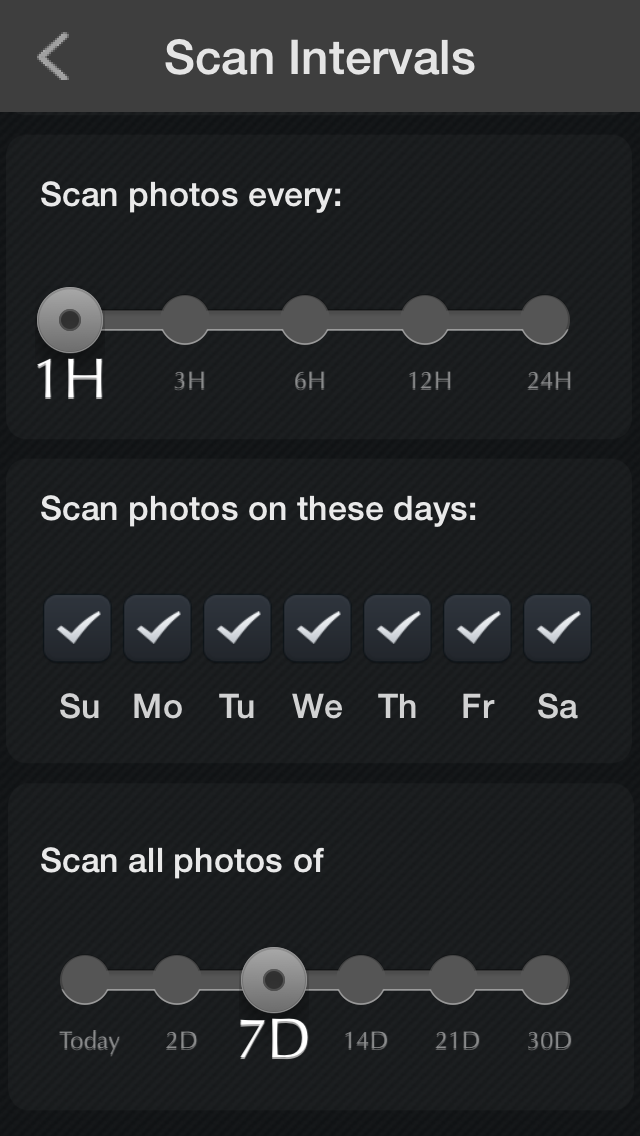 Scan Intervals
Scan photos every:
1H 3H 6H 12H 24H
Scan photos on these days:
Su Mo Tu We Th Fr Sa
Scan all photos of
Today 2D 7D 14D 21D 30D